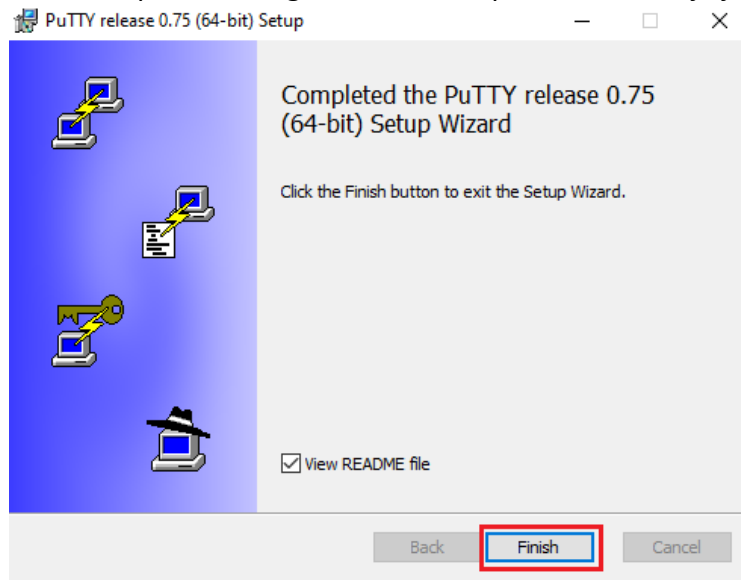 PuTTY release 0.75 (64-bit) Setup
Completed the PuTTY release 0.75
(64-bit) Setup Wizard
Click the Finish button to exit the Setup Wizard.
View README file
Back
Finish
Cancel